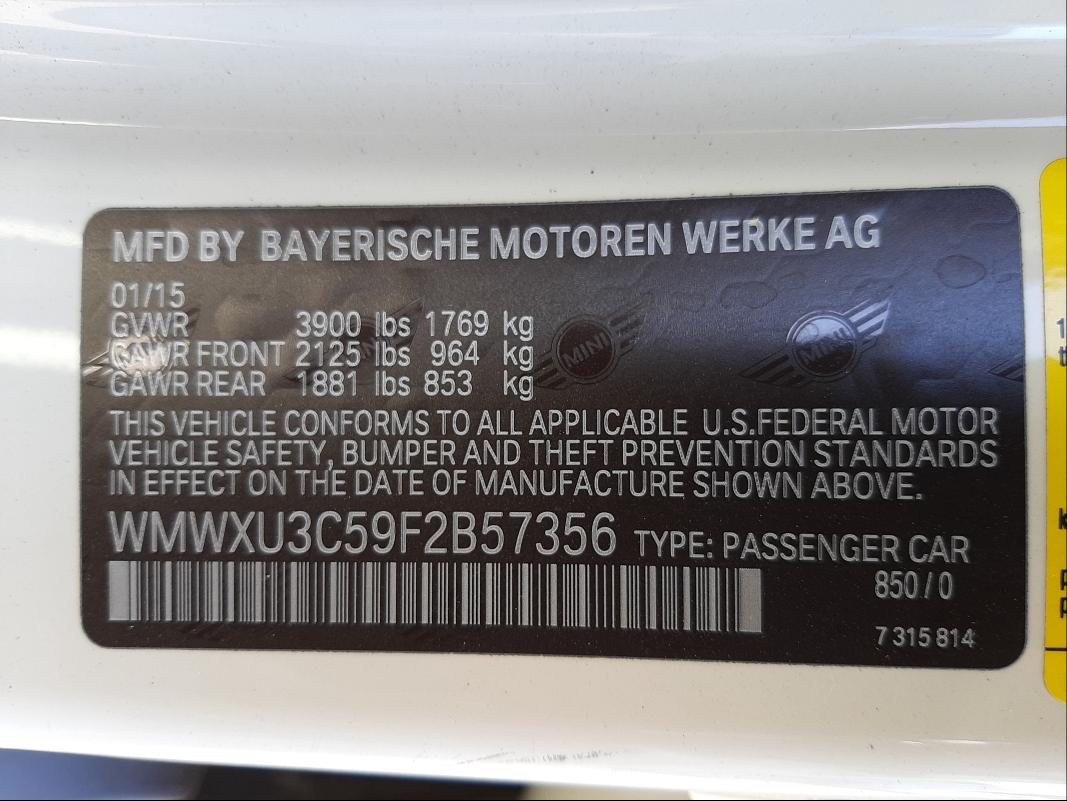 MFD BY BAYERISCHE MOTOREN WERKE AG
01/15
GVWR 3900 lbs 1769 kg
GAWR FRONT 2125 lbs 964 kg
GAWR REAR 1881 lbs 853 kg
THIS VEHICLE CONFORMS TO ALL APPLICABLE U.S.FEDERAL MOTOR
VEHICLE SAFETY, BUMPER AND THEFT PREVENTION STANDARDS
IN EFFECT ON THE DATE OF MANUFACTURE SHOWN ABOVE.
WMWXU3C59F2B57356 TYPE: PASSENGER CAR
850/0
7 315 814
MINI
MINI